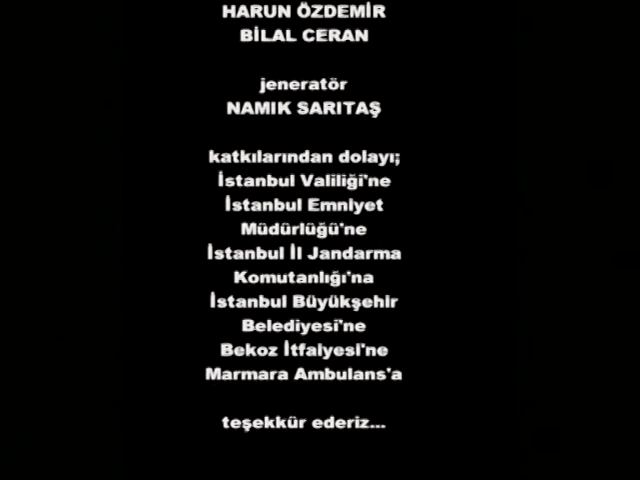 HARUN ÖZDEMİR
BİLAL CERAN
jeneratör
NAMIK SARITAŞ
katkılarından dolayı;
İstanbul Valiliği'ne
İstanbul Emniyet
Müdürlüğü'ne
İstanbul İl Jandarma
Komutanlığı'na
İstanbul Büyükşehir
Belediyesi'ne
Bekoz İtfaiyesi'ne
Marmara Ambulans'a
teşekkür ederiz...